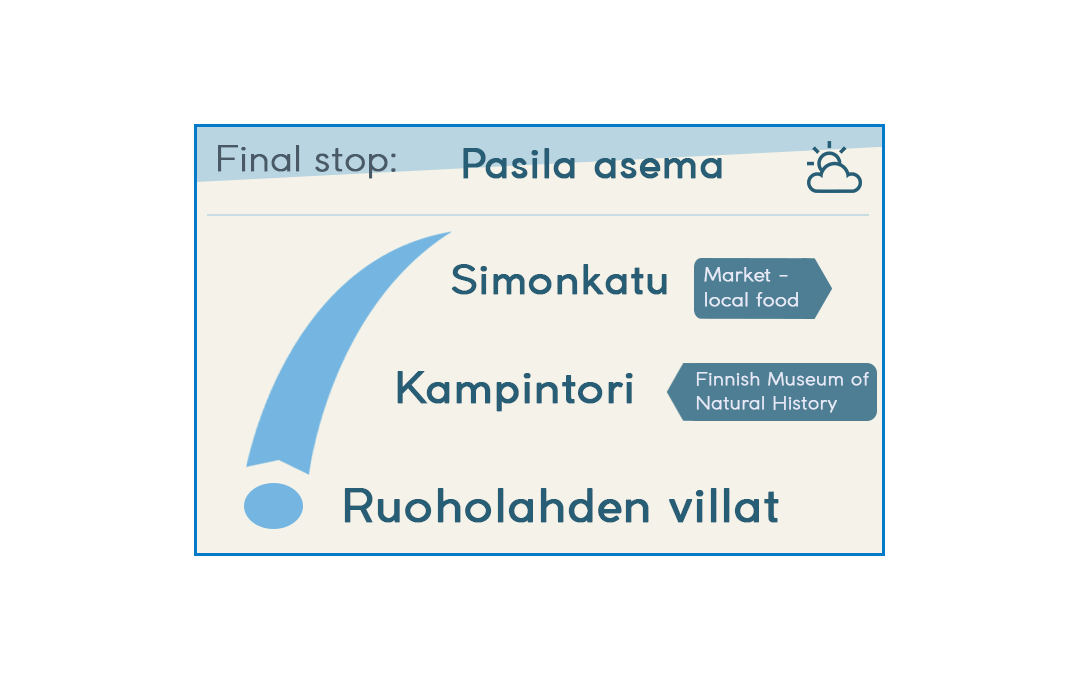 Final stop: Pasila asema
Simonkatu
Market –
local food
Kampintori
Finnish Museum of
Natural History
Ruoholahden villat